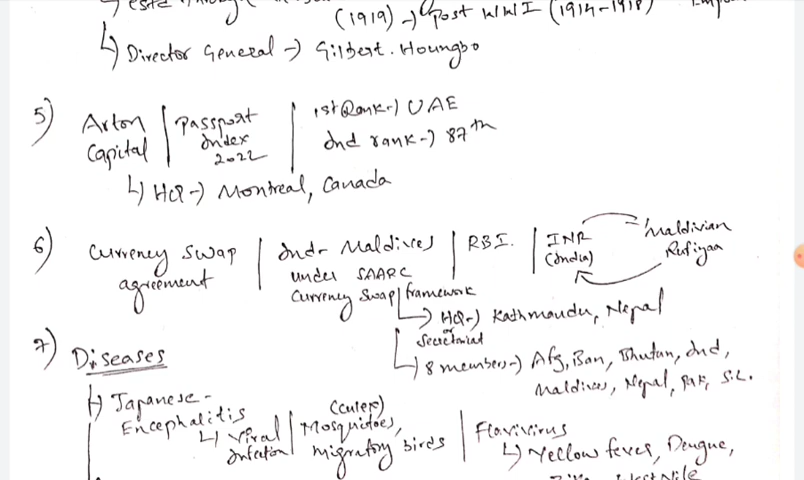 (1919) → Post WWI (1914-1918)
↳ Director General → Gilbert. Houngbo
5) Arton Capital | Passport Index 2022 | 1st Rank → UAE
Ind rank → 87th
↳ HQ → Montreal, Canada
6) Currency Swap agreement | Ind- Maldives under SAARC Currency Swap framework | RBI. | INR (India) Maldivian Rufiyaa
↳ HQ → Kathmandu, Nepal
or Secretariat
↳ 8 members → Afg, Ban, Bhutan, Ind,
Maldives, Nepal, Pak, S.L.
7) Diseases
↳ Japanese-
Encephalitis
↳ Viral Infection | (culex) Mosquitoes, migratory birds | Flavivirus
↳ Yellow fever, Dengue,
West Nile